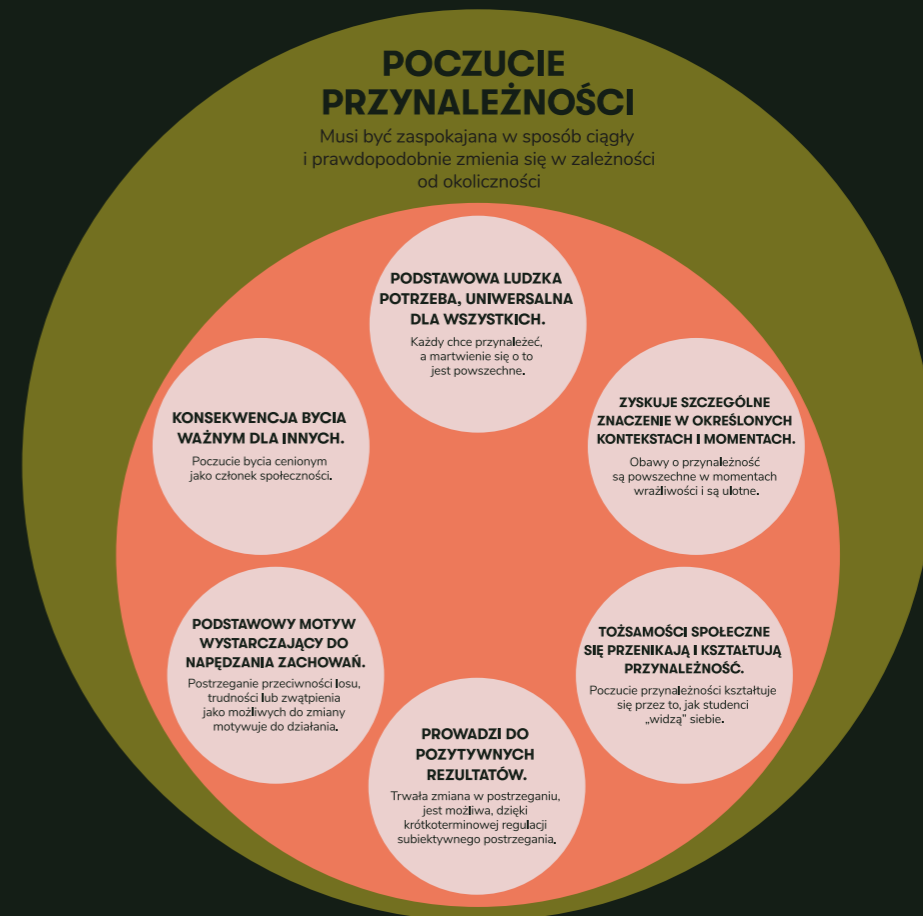 POCZUCIE
PRZYNALEŻNOŚCI
Musi być zaspokajana w sposób ciągły
i prawdopodobnie zmienia się w zależności
od okoliczności
PODSTAWOWA LUDZKA
POTRZEBA, UNIWERSALNA
DLA WSZYSTKICH.
Każdy chce przynależeć,
a martwienie się o to
jest powszechne.
ZYSKUJE SZCZEGÓLNE
ZNACZENIE W OKREŚLONYCH
KONTEKSTACH I MOMENTACH.
Obawy o przynależność
są powszechne w momentach
wrażliwości i są ulotne.
TOŻSAMOŚCI SPOŁECZNE
SIĘ PRZENIKAJĄ I KSZTAŁTUJĄ
PRZYNALEŻNOŚĆ.
Poczucie przynależności kształtuje
się przez to, jak studenci
„widzą” siebie.
PROWADZI DO
POZYTYWNYCH
REZULTATÓW.
Trwała zmiana w postrzeganiu,
jest możliwa, dzięki
krótkoterminowej regulacji
subiektywnego postrzegania.
PODSTAWOWY MOTYW
WYSTARCZAJĄCY DO
NAPĘDZANIA ZACHOWAŃ.
Postrzeganie przeciwności losu,
trudności lub zwątpienia
jako możliwych do zmiany
motywuje do działania.
KONSEKWENCJA BYCIA
WAŻNYM DLA INNYCH.
Poczucie bycia cenionym
jako członek społeczności.